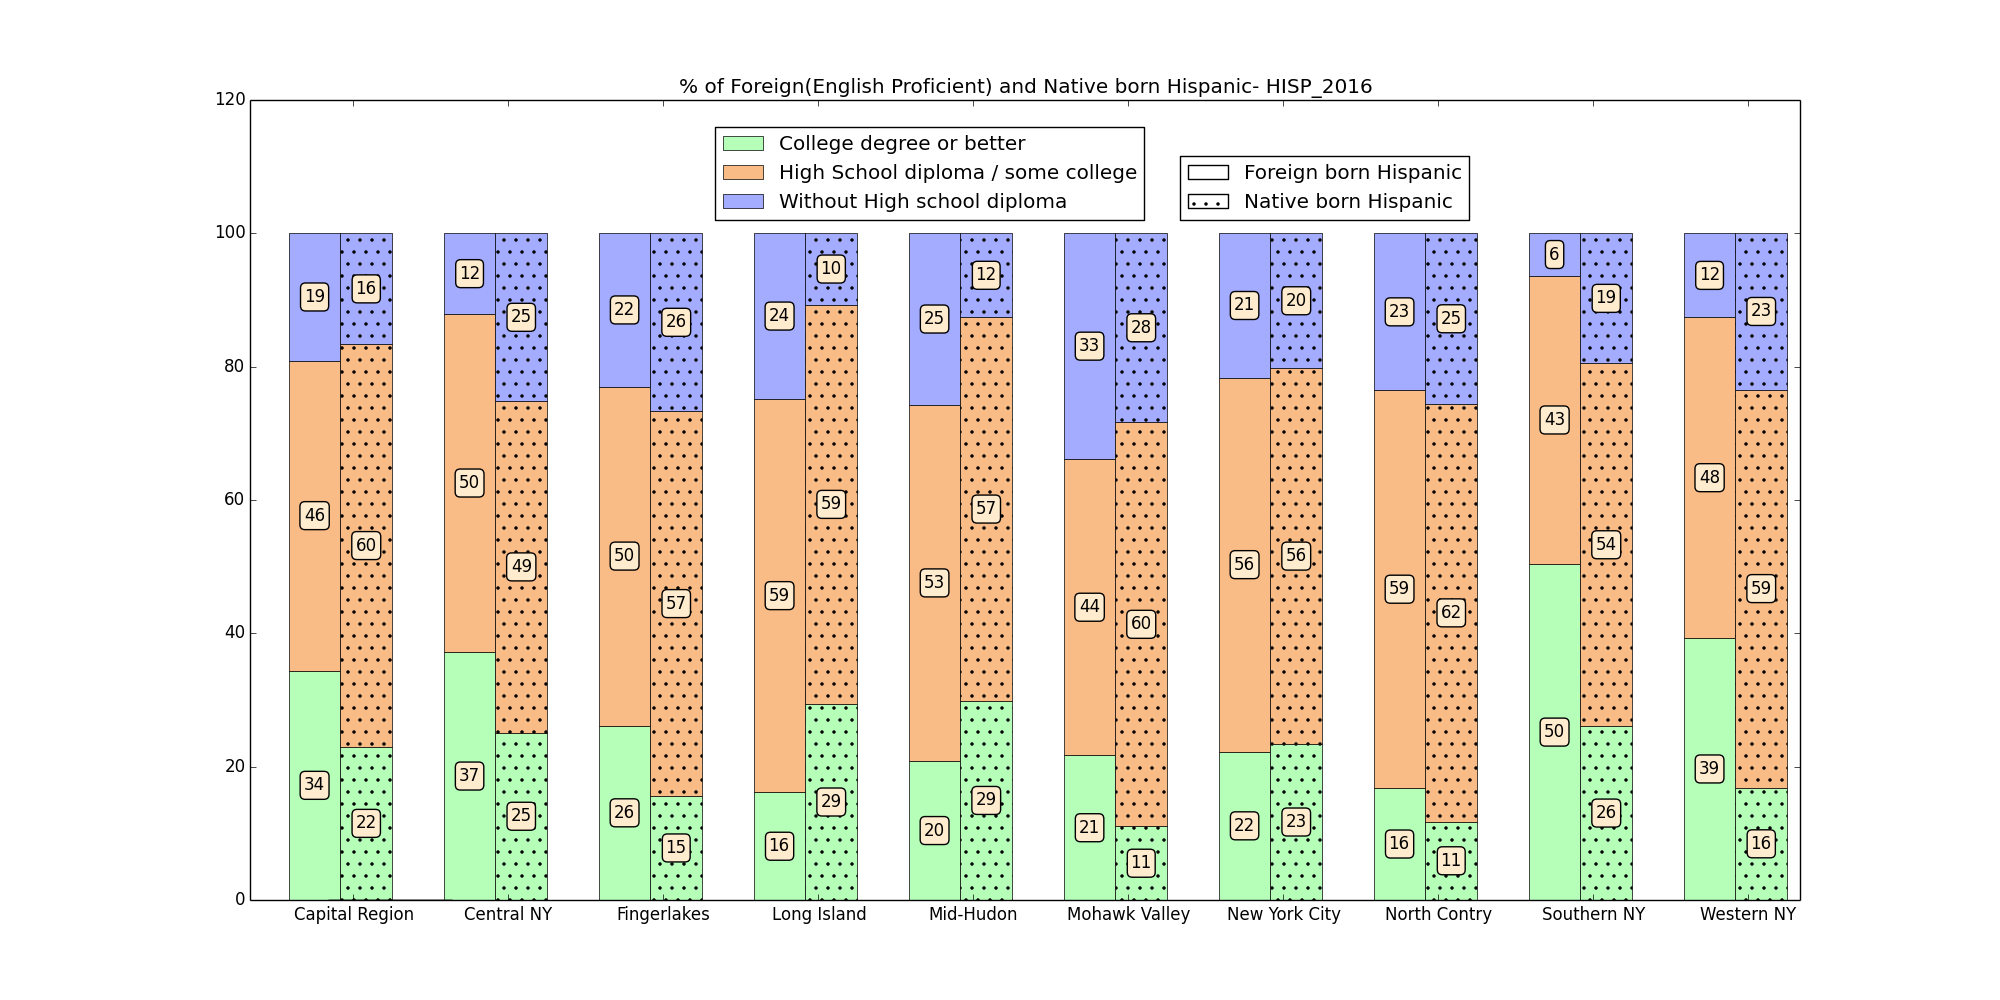 % of Foreign(English Proficient) and Native born Hispanic- HISP_2016
120
College degree or better
High School diploma / some college
Without High school diploma
Foreign born Hispanic
Native born Hispanic
100
80
60
40
20
0
19 16 12 25 22 26 24 10 25 12 33 28 21 20 23 25 6 19 12 23
46 60 50 49 50 57 59 59 53 57 44 60 56 56 59 62 43 54 48 59
34 22 37 25 26 15 16 29 20 29 21 11 22 23 16 11 50 26 39 16
Capital Region Central NY Fingerlakes Long Island Mid-Hudon Mohawk Valley New York City North Contry Southern NY Western NY